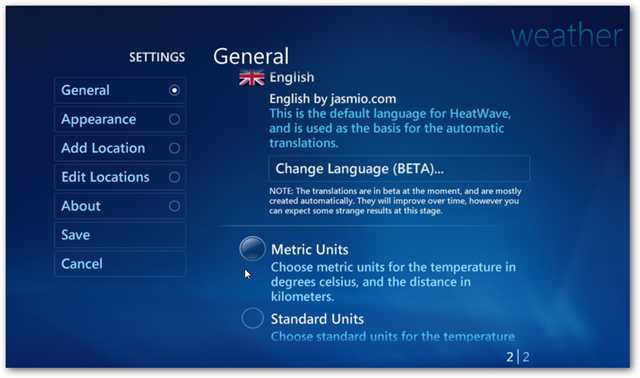 weather
SETTINGS
General
Appearance
Add Location
Edit Locations
About
Save
Cancel
General
English
English by jasmio.com
This is the default language for HeatWave,
and is used as the basis for the automatic
translations.
Change Language (BETA)...
NOTE: The translations are in beta at the moment, and are mostly
created automatically. They will improve over time, however you
can expect some strange results at this stage.
Metric Units
Choose metric units for the temperature in
degrees celsius, and the distance in
kilometers.
Standard Units
Choose standard units for the temperature
2|2